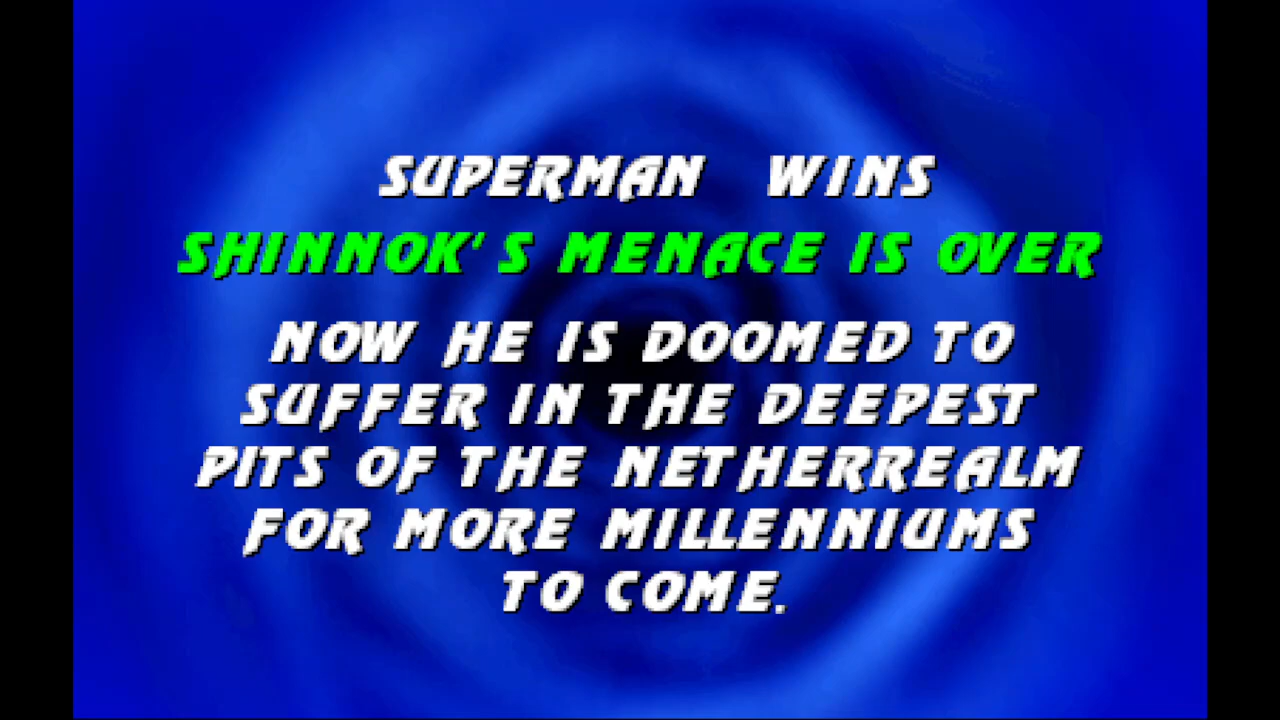 SUPERMAN WINS
SHINNOK'S MENACE IS OVER
NOW HE IS DOOMED TO
SUFFER IN THE DEEPEST
PITS OF THE NETHERREALM
FOR MORE MILLENNIUMS
TO COME.